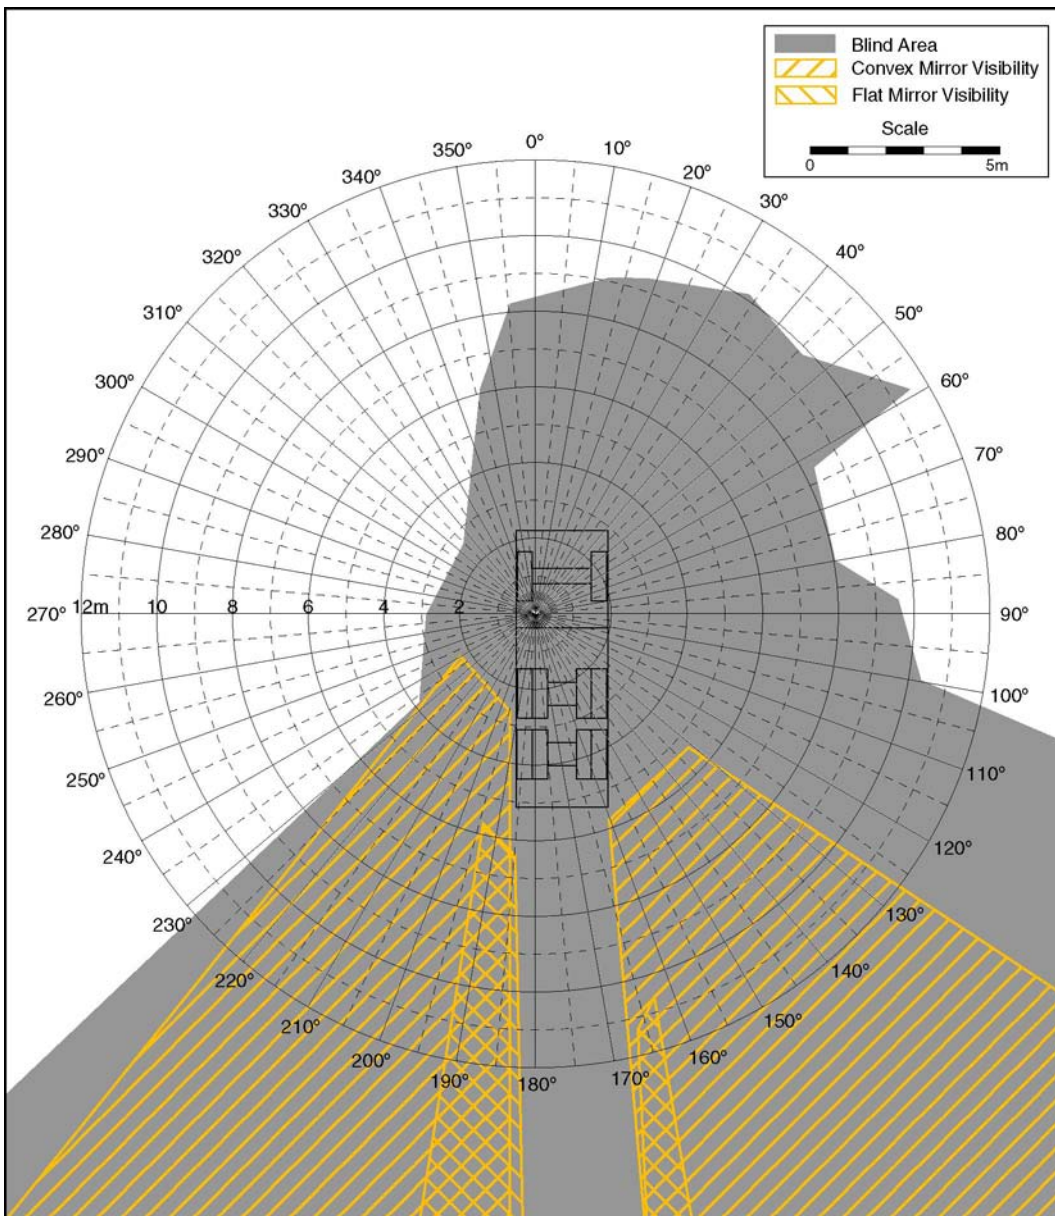 Blind Area
Convex Mirror Visibility
Flat Mirror Visibility
Scale
0 5m
0°
350° 10°
340° 20°
330° 30°
320° 40°
310° 50°
300° 60°
290° 70°
280° 80°
270° 12m 10 8 6 4 2 90°
260° 100°
250° 110°
240° 120°
230° 130°
220° 140°
210° 150°
200° 160°
190° 180° 170°